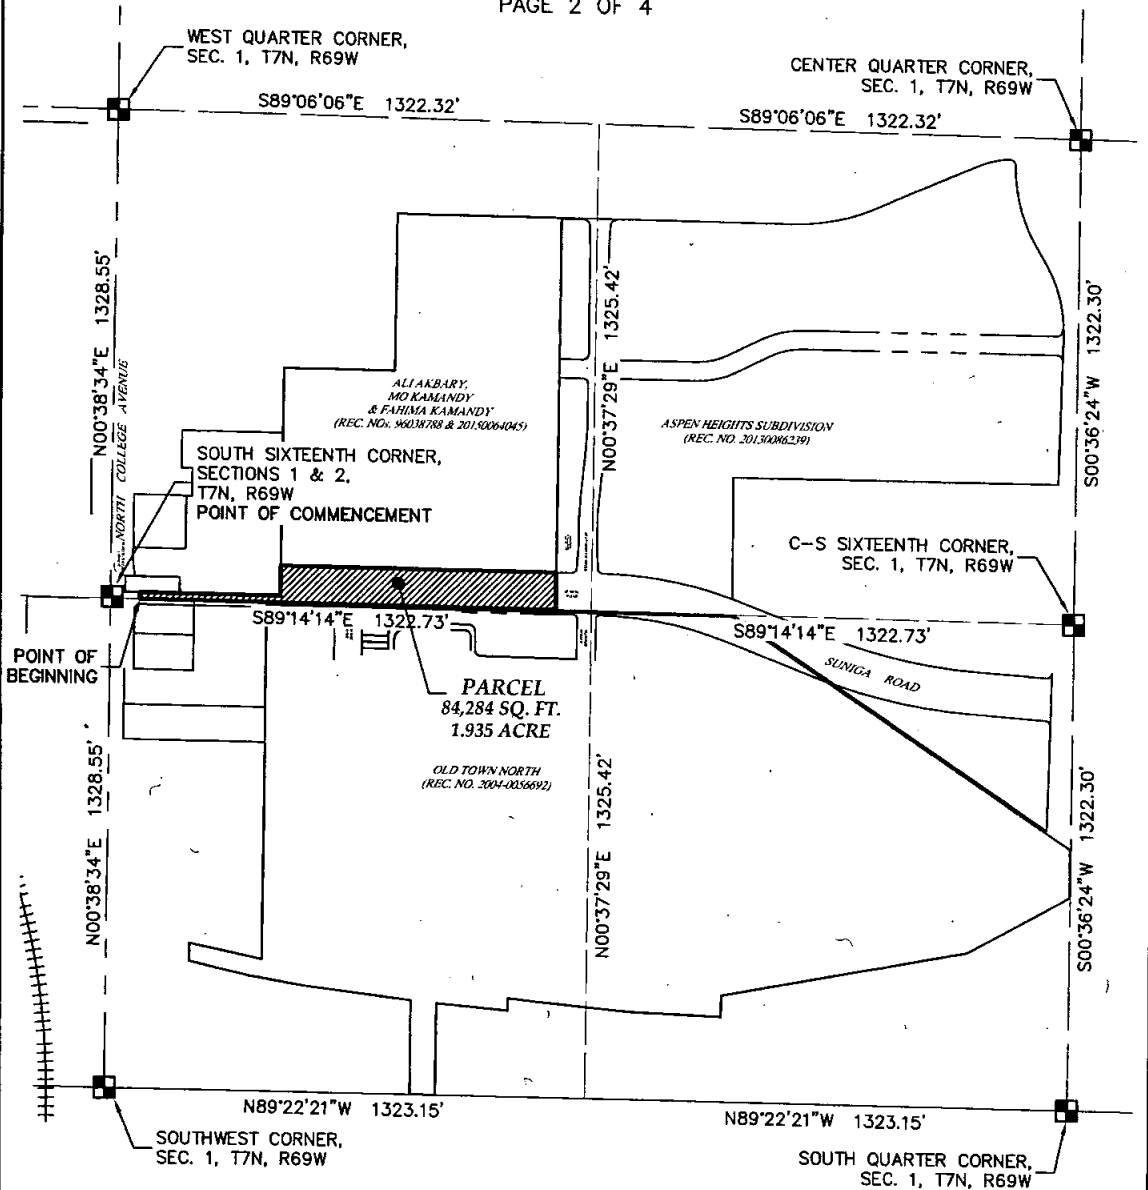 PAGE 2 OF 4
WEST QUARTER CORNER,
SEC. 1, T7N, R69W
CENTER QUARTER CORNER,
SEC. 1, T7N, R69W
S89°06'06"E 1322.32'
S89°06'06"E 1322.32'
N00°38'34"E 1328.55'
NORTH COLLEGE AVENUE
N00°37'29"E 1325.42'
S00°36'24"W 1322.30'
ALI AKBARY,
MO KAMANDY
& FAHIMA KAMANDY
(REC. NOs. 96038788 & 20150064045)
ASPEN HEIGHTS SUBDIVISION
(REC. NO. 20130086239)
SOUTH SIXTEENTH CORNER,
SECTIONS 1 & 2,
T7N, R69W
POINT OF COMMENCEMENT
C-S SIXTEENTH CORNER,
SEC. 1, T7N, R69W
S89°14'14"E 1322.73'
S89°14'14"E 1322.73'
POINT OF
BEGINNING
SUNIGA ROAD
PARCEL
84,284 SQ. FT.
1.935 ACRE
OLD TOWN NORTH
(REC. NO. 2004-0056692)
N00°38'34"E 1328.55'
N00°37'29"E 1325.42'
S00°36'24"W 1322.30'
N89°22'21"W 1323.15'
N89°22'21"W 1323.15'
SOUTHWEST CORNER,
SEC. 1, T7N, R69W
SOUTH QUARTER CORNER,
SEC. 1, T7N, R69W